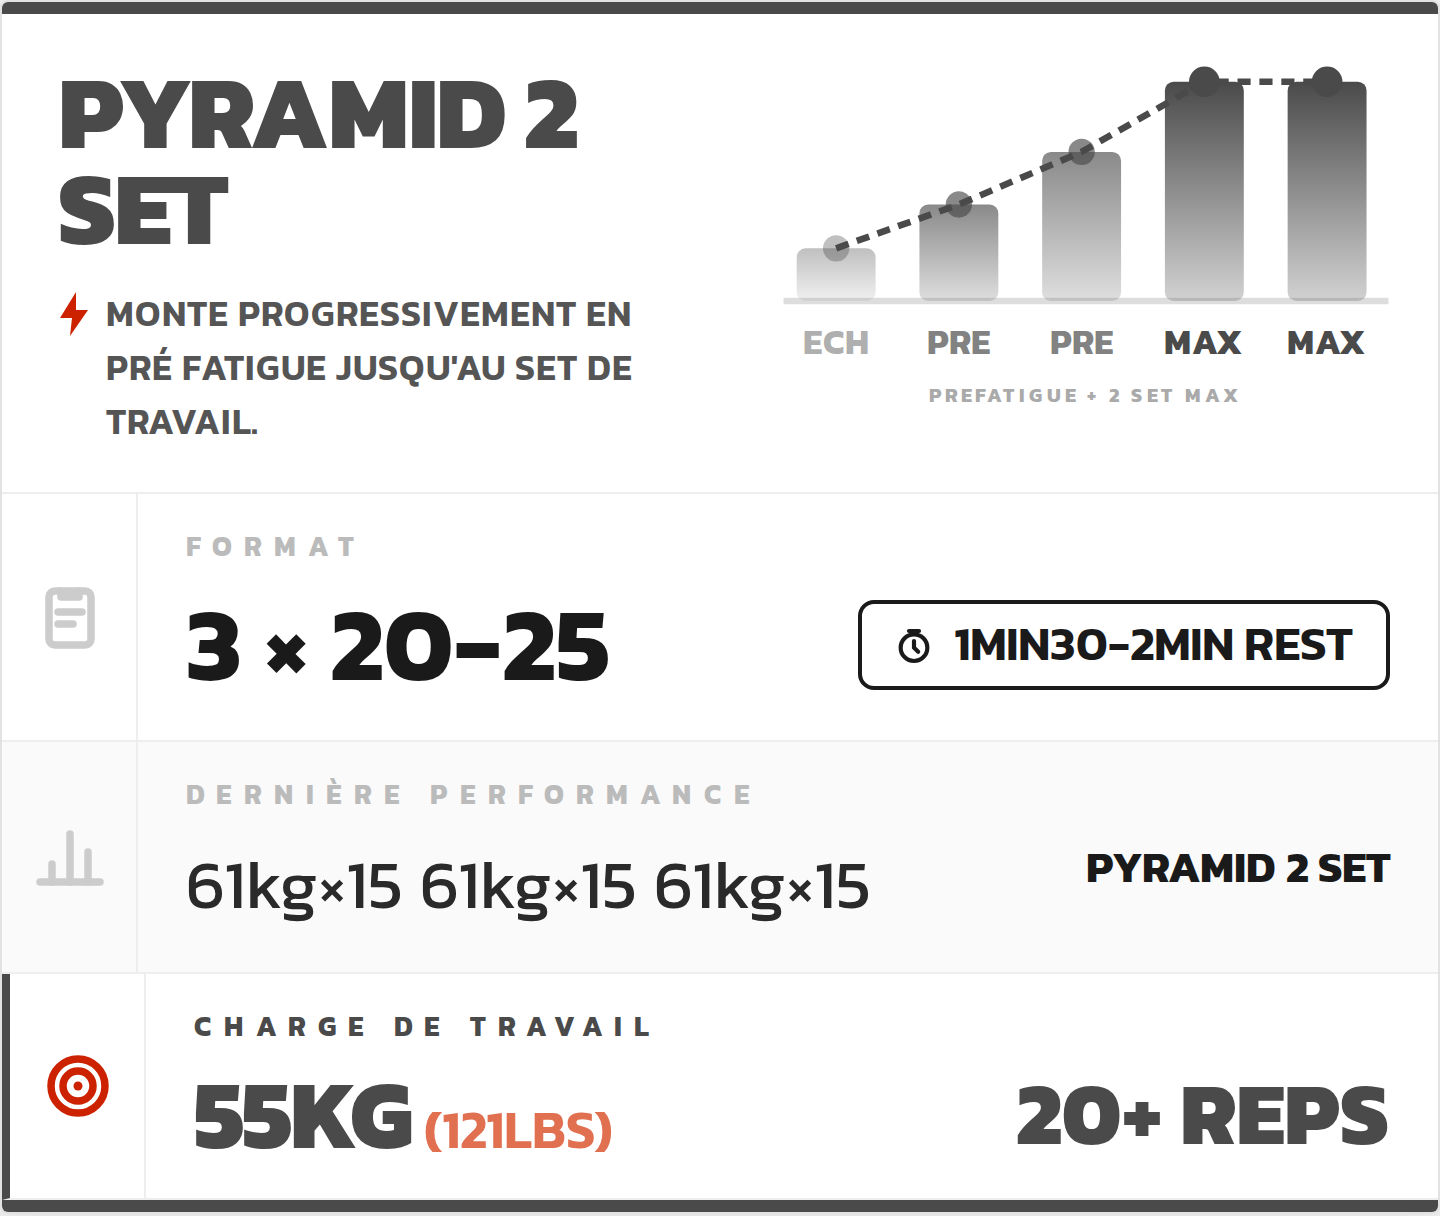 PYRAMID 2
SET
MONTE PROGRESSIVEMENT EN
PRÉ FATIGUE JUSQU'AU SET DE
TRAVAIL.
ECH PRE PRE MAX MAX
PREFATIGUE + 2 SET MAX
FORMAT
3 × 20–25
1MIN30–2MIN REST
DERNIÈRE PERFORMANCE
61kg×15 61kg×15 61kg×15
PYRAMID 2 SET
CHARGE DE TRAVAIL
55KG (121LBS)
20+ REPS